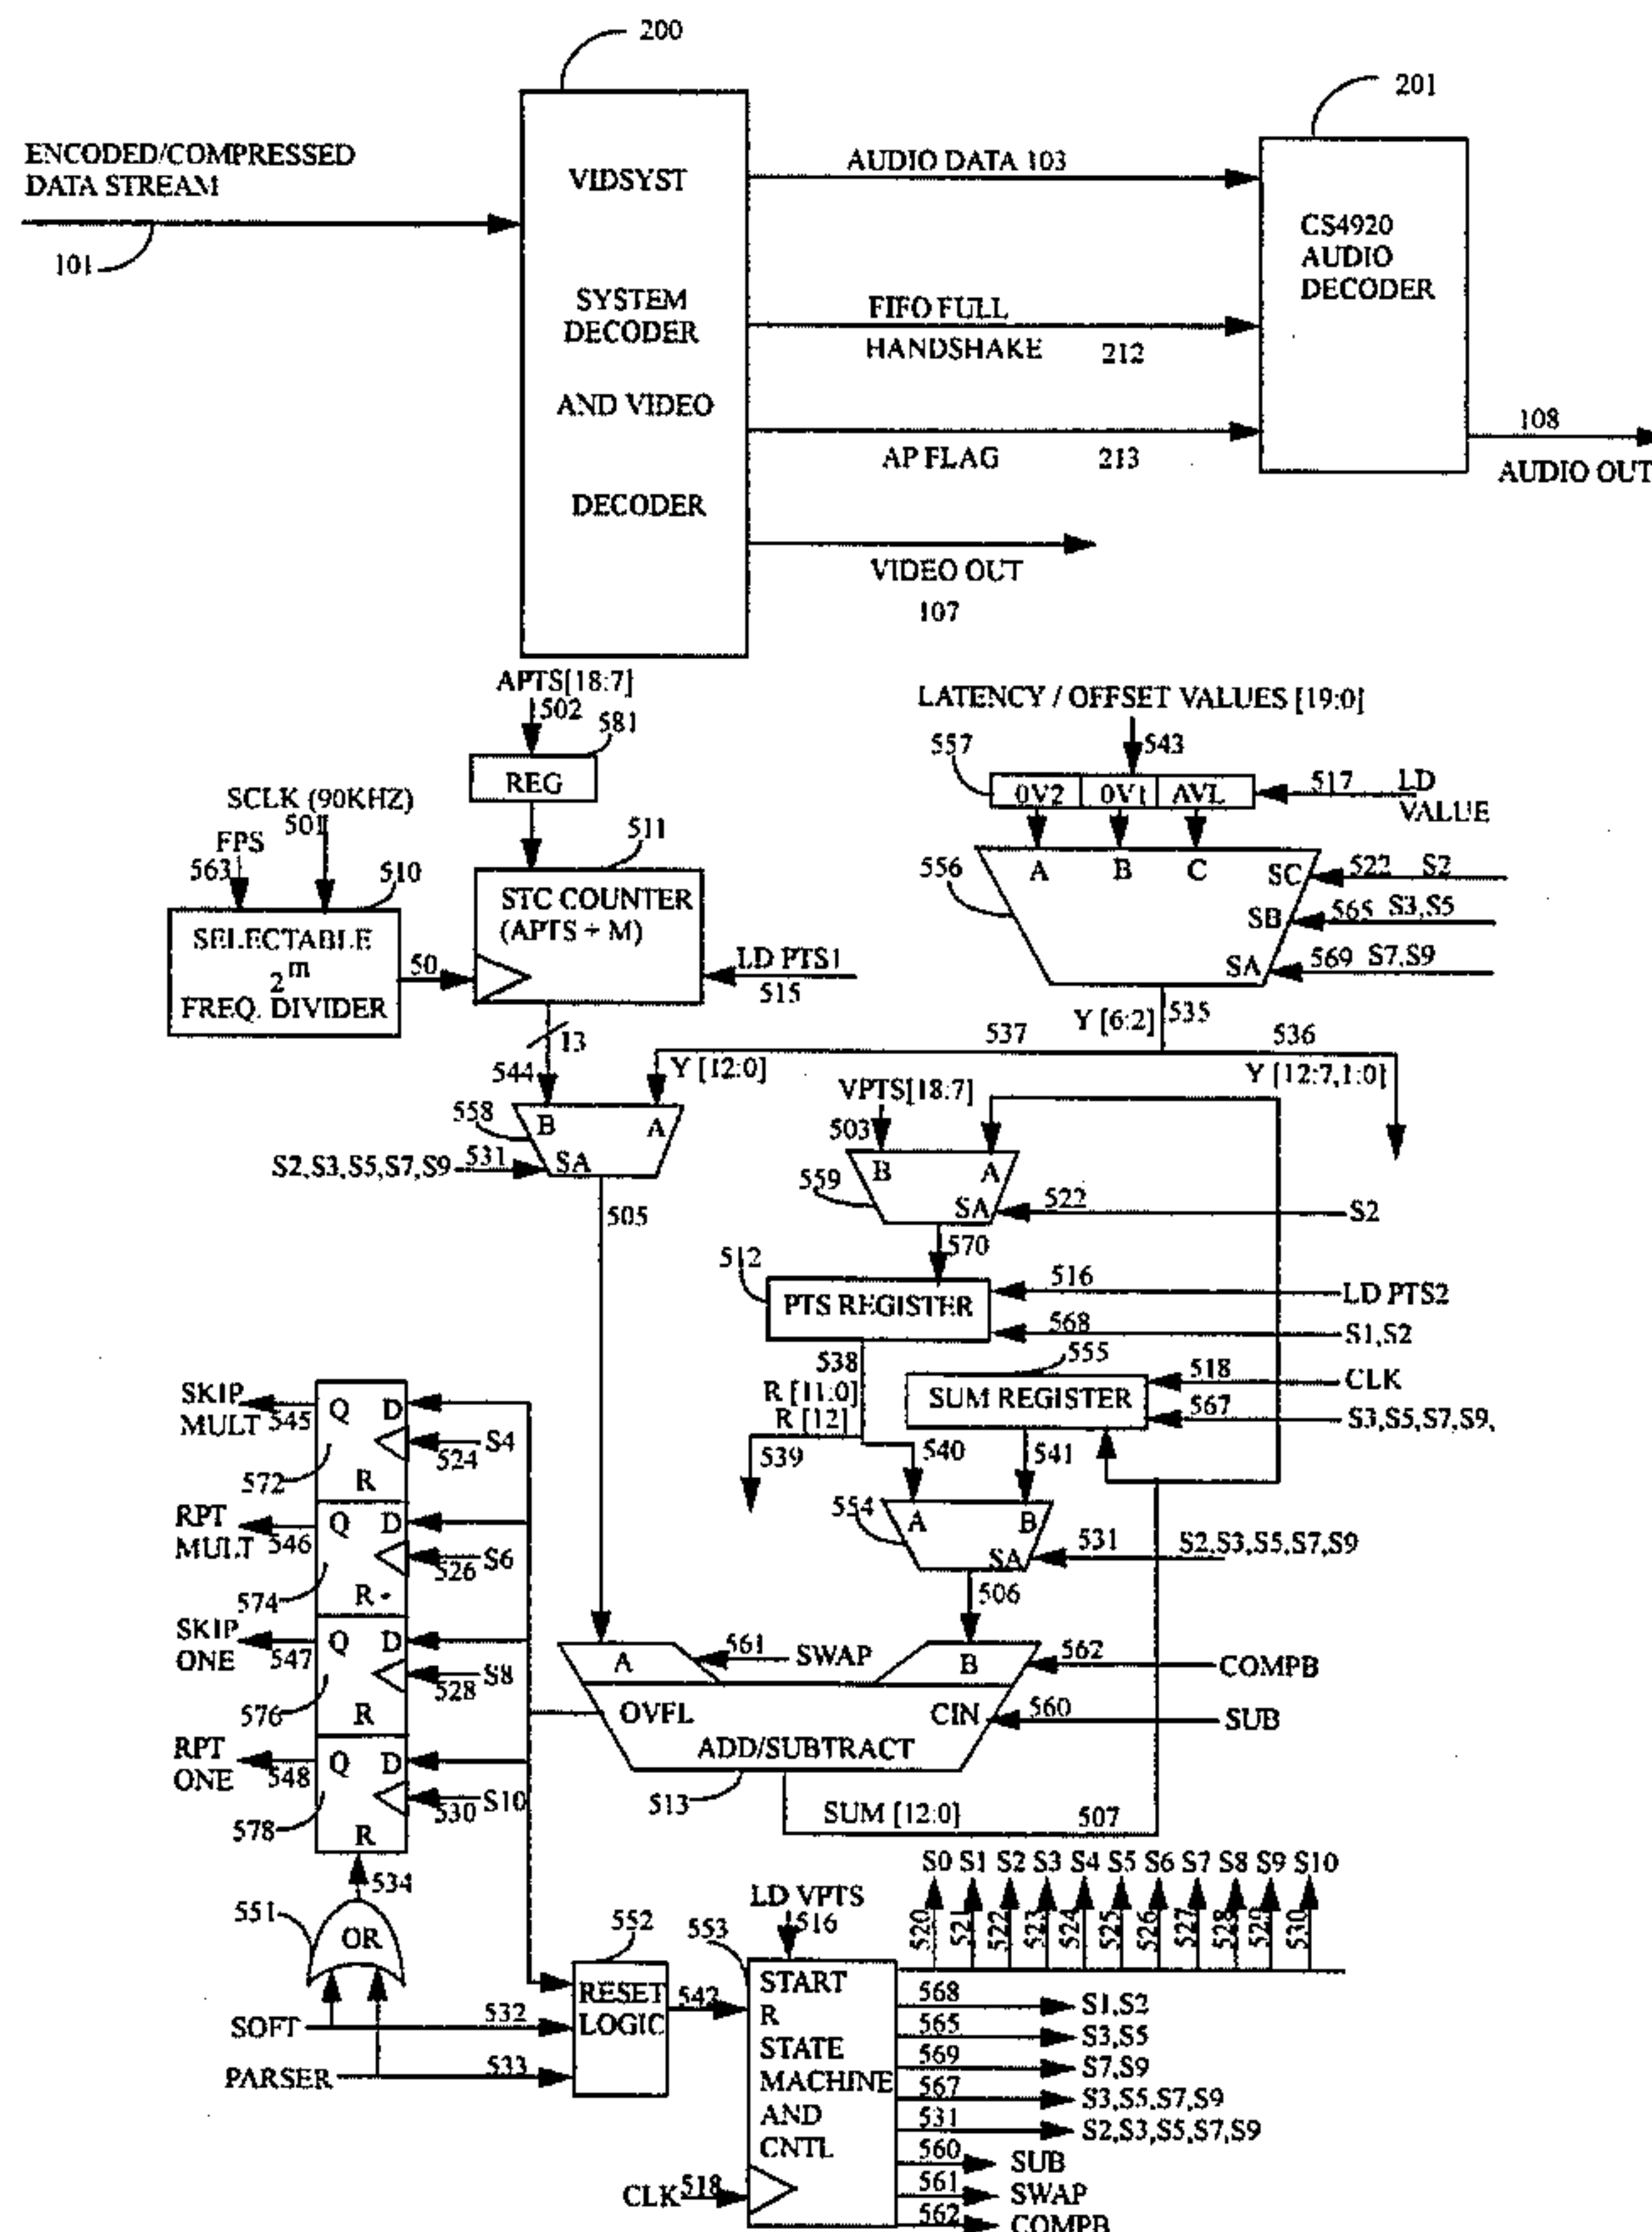 200
201
ENCODED/COMPRESSED
DATA STREAM
101
VIDSYST
SYSTEM
DECODER
AND VIDEO
DECODER
AUDIO DATA 103
FIFO FULL
HANDSHAKE 212
AP FLAG 213
VIDEO OUT
107
CS4920
AUDIO
DECODER
108
AUDIO OUT
APTS[18:7]
502
581
REG
LATENCY / OFFSET VALUES [19:0]
557
543
0V2 0V1 AVL
517 LD
VALUE
SCLK (90KHZ)
501
FPS
563
510
SELECTABLE
2m
FREQ. DIVIDER
50
511
STC COUNTER
(APTS + M)
LD PTS1
515
556
A B C SC
522 S2
SB
565 S3,S5
SA
569 S7,S9
13
544
Y [6:2] 535
537
536
Y [12:0]
Y [12:7,1:0]
558
B A
S2,S3,S5,S7,S9 531 SA
505
VPTS[18:7]
503
B A
559
SA 522 S2
570
512
PTS REGISTER
516 LD PTS2
568 S1,S2
538
R [11:0]
R [12]
539
540
555
SUM REGISTER
518 CLK
567 S3,S5,S7,S9,
541
554
A B
SA 531 S2,S3,S5,S7,S9
506
SKIP
MULT 545
Q D
S4
524
572
R
RPT
MULT 546
Q D
S6
526
574
R
SKIP
ONE 547
Q D
S8
528
576
R
RPT
ONE 548
Q D
S10
530
578
R
534
551
OR
A
561 SWAP
B
562 COMPB
OVFL
CIN
560 SUB
ADD/SUBTRACT
513
SUM [12:0] 507
SOFT 532
PARSER 533
552
RESET
LOGIC
542
LD VPTS
516
553
START
R
STATE
MACHINE
AND
CNTL
CLK 518
S0 S1 S2 S3 S4 S5 S6 S7 S8 S9 S10
520 521 522 523 524 525 526 527 528 529 530
568 S1,S2
565 S3,S5
569 S7,S9
567 S3,S5,S7,S9
531 S2,S3,S5,S7,S9
560 SUB
561 SWAP
562 COMPB